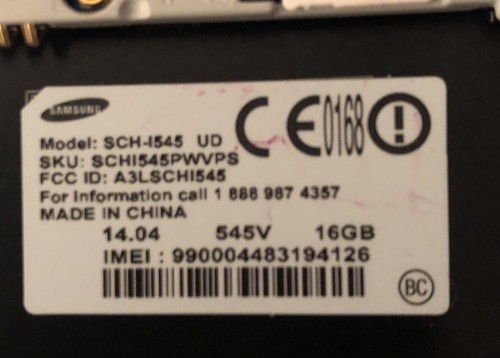 SAMSUNG
Model: SCH-I545 UD
SKU: SCHI545PWVPS
FCC ID: A3LSCHI545
For Information call 1 888 987 4357
MADE IN CHINA
14.04 545V 16GB
IMEI : 990004483194126
CE0168
BC